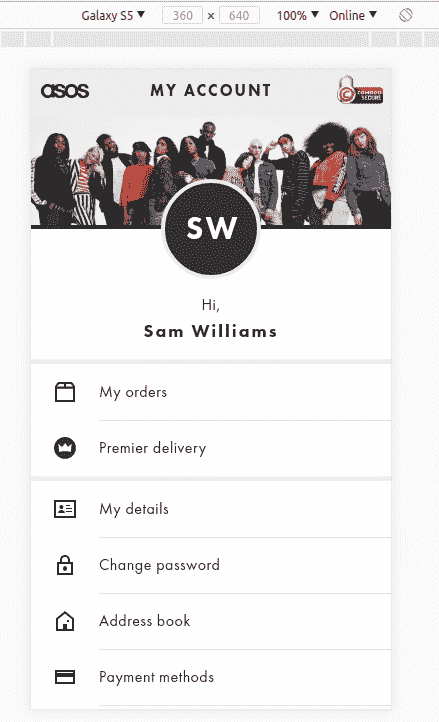 Galaxy S5 ▼ 360 × 640 100% ▼ Online ▼
asos MY ACCOUNT COMODO SECURE
SW
Hi,
Sam Williams
My orders
Premier delivery
My details
Change password
Address book
Payment methods